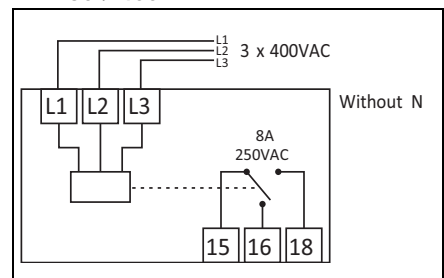 L1
L2 3 x 400VAC
L3
L1 L2 L3 Without N
8A
250VAC
15 16 18